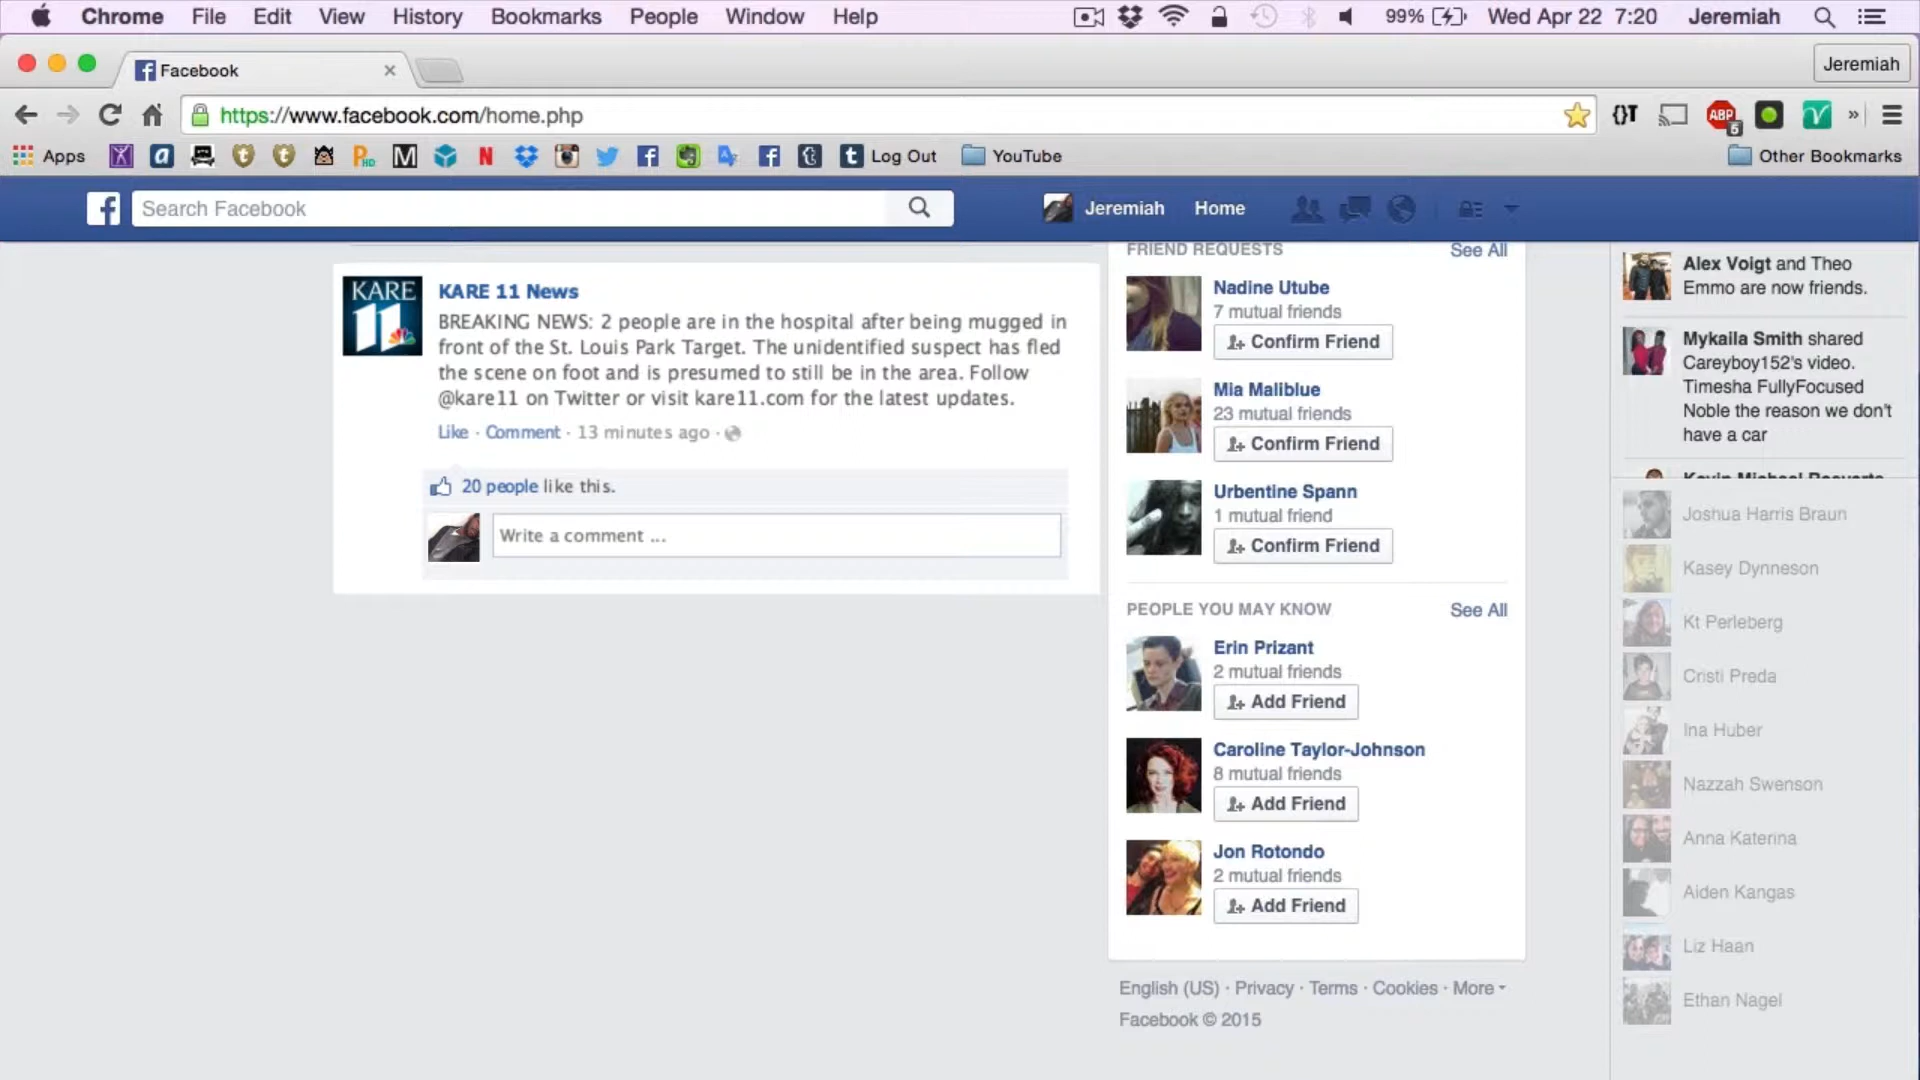 Chrome File Edit View History Bookmarks People Window Help 99% Wed Apr 22 7:20 Jeremiah
Facebook
Jeremiah
https://www.facebook.com/home.php
ABP
6
Apps
Log Out
YouTube
Other Bookmarks
Search Facebook
Jeremiah Home
KARE
11
KARE 11 News
BREAKING NEWS: 2 people are in the hospital after being mugged in
front of the St. Louis Park Target. The unidentified suspect has fled
the scene on foot and is presumed to still be in the area. Follow
@kare11 on Twitter or visit kare11.com for the latest updates.
Like · Comment · 13 minutes ago ·
20 people like this.
Write a comment ...
FRIEND REQUESTS See All
Nadine Utube
7 mutual friends
Confirm Friend
Mia Maliblue
23 mutual friends
Confirm Friend
Urbentine Spann
1 mutual friend
Confirm Friend
PEOPLE YOU MAY KNOW See All
Erin Prizant
2 mutual friends
Add Friend
Caroline Taylor-Johnson
8 mutual friends
Add Friend
Jon Rotondo
2 mutual friends
Add Friend
English (US) · Privacy · Terms · Cookies · More
Facebook © 2015
Alex Voigt and Theo
Emmo are now friends.
Mykaila Smith shared
Careyboy152's video.
Timesha FullyFocused
Noble the reason we don't
have a car
Joshua Harris Braun
Kasey Dynneson
Kt Perleberg
Cristi Preda
Ina Huber
Nazzah Swenson
Anna Katerina
Aiden Kangas
Liz Haan
Ethan Nagel